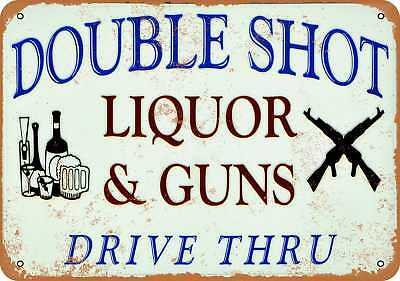 DOUBLE SHOT
LIQUOR
& GUNS
DRIVE THRU